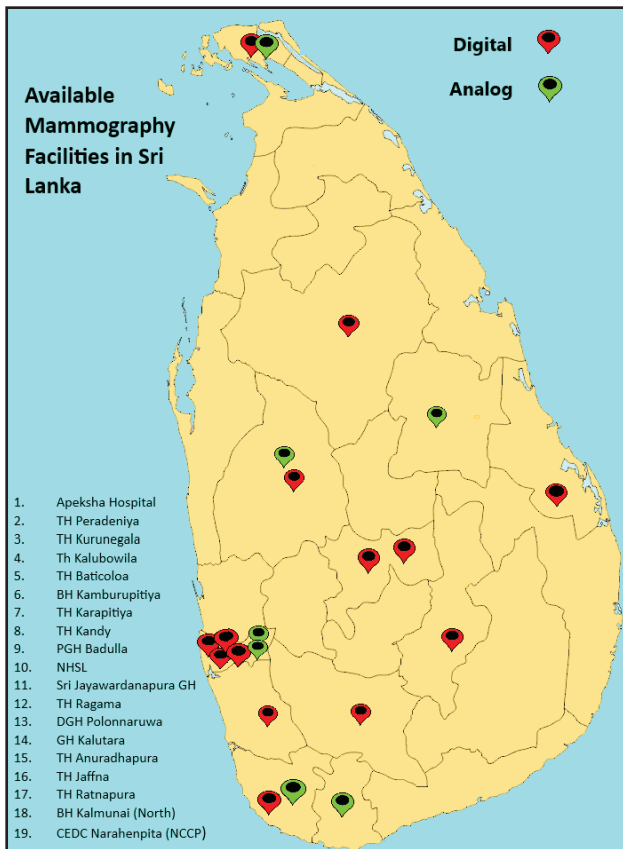 Digital
Analog
Available
Mammography
Facilities in Sri
Lanka
1. Apeksha Hospital
2. TH Peradeniya
3. TH Kurunegala
4. Th Kalubowila
5. TH Baticoloa
6. BH Kamburupitiya
7. TH Karapitiya
8. TH Kandy
9. PGH Badulla
10. NHSL
11. Sri Jayawardanapura GH
12. TH Ragama
13. DGH Polonnaruwa
14. GH Kalutara
15. TH Anuradhapura
16. TH Jaffna
17. TH Ratnapura
18. BH Kalmunai (North)
19. CEDC Narahenpita (NCCP)